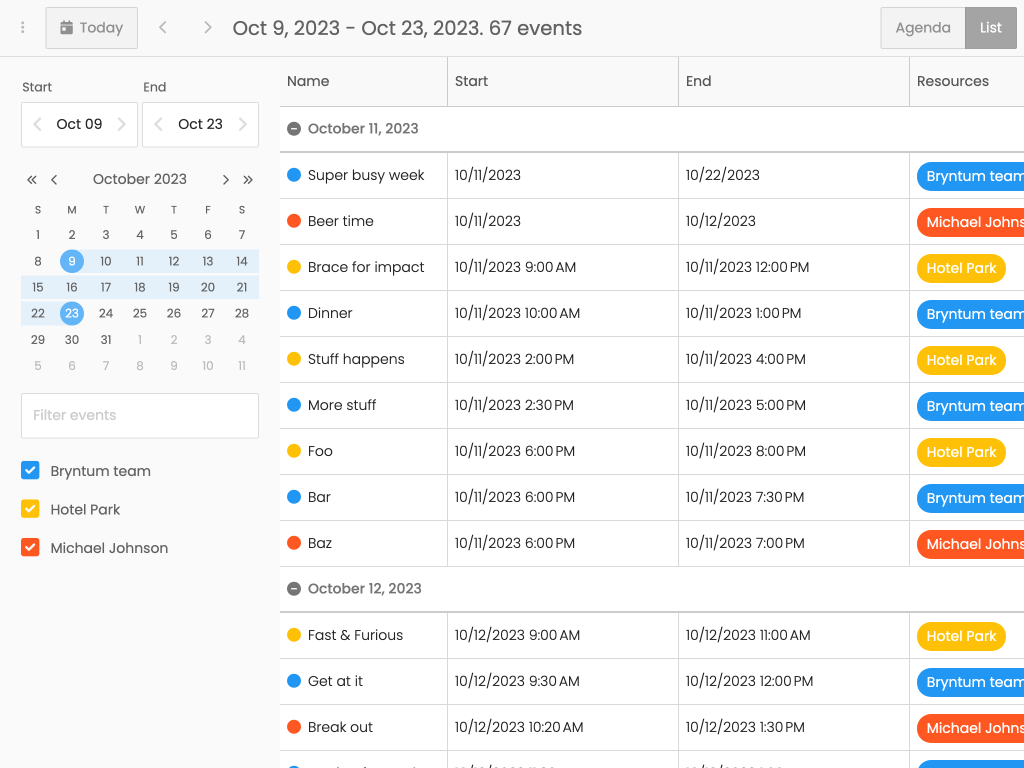 Today
Oct 9, 2023 - Oct 23, 2023. 67 events
Agenda
List
Start
End
Oct 09
Oct 23
October 2023
S M T W T F S
1 2 3 4 5 6 7
8 9 10 11 12 13 14
15 16 17 18 19 20 21
22 23 24 25 26 27 28
29 30 31 1 2 3 4
5 6 7 8 9 10 11
Filter events
Bryntum team
Hotel Park
Michael Johnson
Name Start End Resources
October 11, 2023
Super busy week 10/11/2023 10/22/2023 Bryntum team
Beer time 10/11/2023 10/12/2023 Michael Johns
Brace for impact 10/11/2023 9:00 AM 10/11/2023 12:00 PM Hotel Park
Dinner 10/11/2023 10:00 AM 10/11/2023 1:00 PM Bryntum team
Stuff happens 10/11/2023 2:00 PM 10/11/2023 4:00 PM Hotel Park
More stuff 10/11/2023 2:30 PM 10/11/2023 5:00 PM Bryntum team
Foo 10/11/2023 6:00 PM 10/11/2023 8:00 PM Hotel Park
Bar 10/11/2023 6:00 PM 10/11/2023 7:30 PM Bryntum team
Baz 10/11/2023 6:00 PM 10/11/2023 7:00 PM Michael Johns
October 12, 2023
Fast & Furious 10/12/2023 9:00 AM 10/12/2023 11:00 AM Hotel Park
Get at it 10/12/2023 9:30 AM 10/12/2023 12:00 PM Bryntum team
Break out 10/12/2023 10:20 AM 10/12/2023 1:30 PM Michael Johns